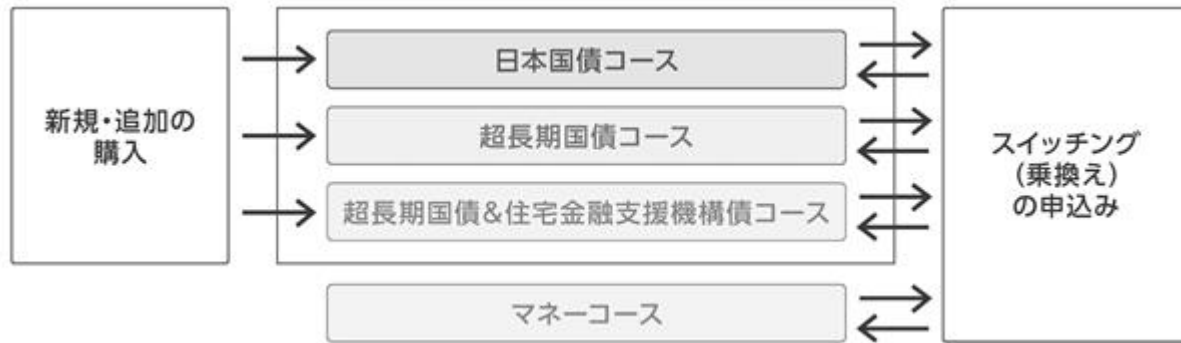 新規・追加の
購入
日本国債コース
超長期国債コース
超長期国債&住宅金融支援機構債コース
マネーコース
スイッチング
(乗換え)
の申込み